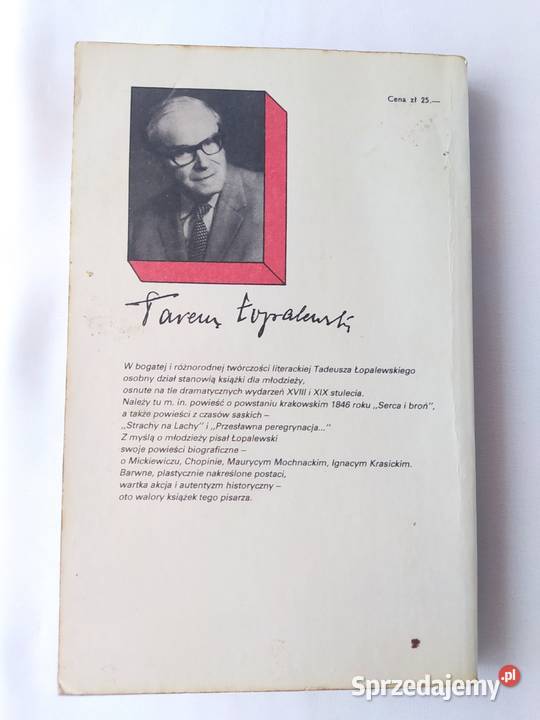 Cena zł 25.—
Tadeusz Łopalewski
W bogatej i różnorodnej twórczości literackiej Tadeusza Łopalewskiego
osobny dział stanowią książki dla młodzieży,
osnute na tle dramatycznych wydarzeń XVIII i XIX stulecia.
Należy tu m. in. powieść o powstaniu krakowskim 1846 roku „Serca i broń",
a także powieści z czasów saskich –
„Strachy na Lachy" i „Przesławna peregrynacja..."
Z myślą o młodzieży pisał Łopalewski
swoje powieści biograficzne –
o Mickiewiczu, Chopinie, Maurycym Mochnackim, Ignacym Krasickim.
Barwne, plastycznie nakreślone postaci,
wartka akcja i autentyzm historyczny –
oto walory książek tego pisarza.
Sprzedajemy.pl